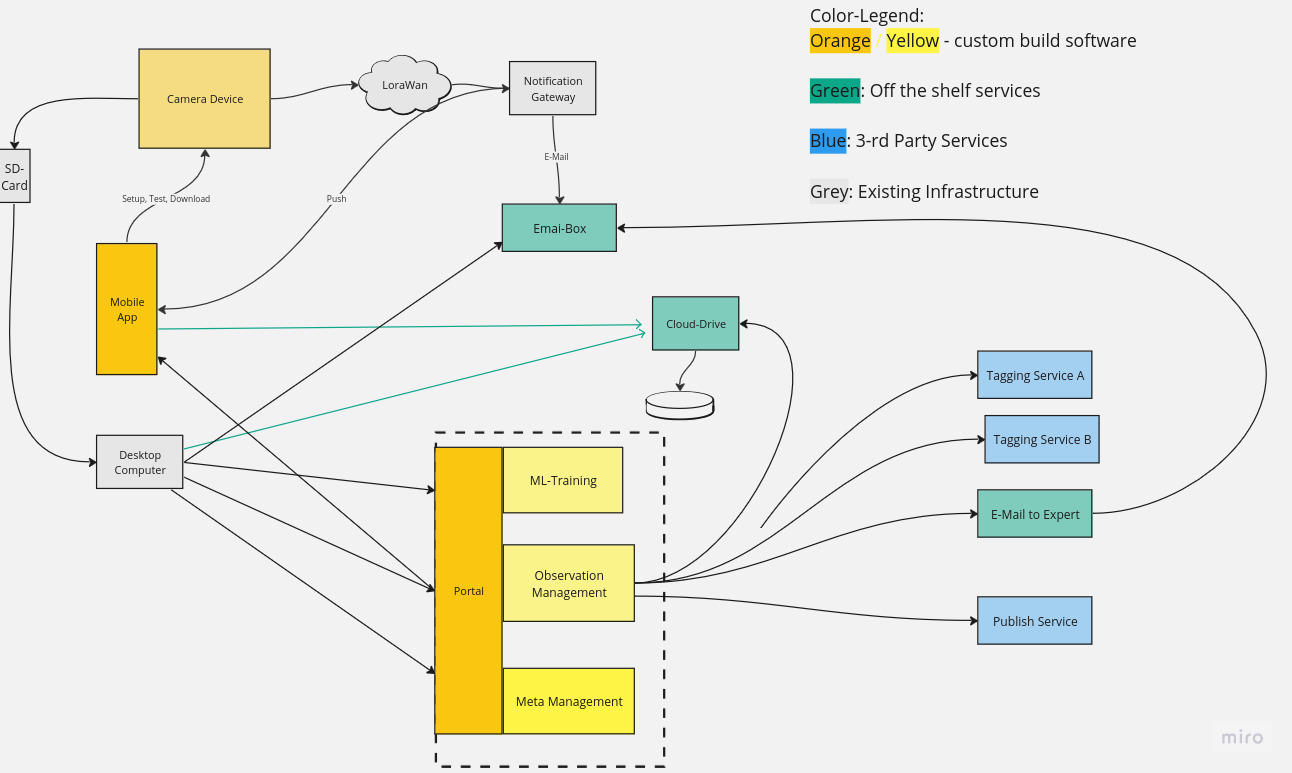 Color-Legend:
Orange / Yellow - custom build software
Green: Off the shelf services
Blue: 3-rd Party Services
Grey: Existing Infrastructure
Camera Device
LoraWan
Notification
Gateway
SD-
Card
E-Mail
Setup, Test, Download
Push
Emai-Box
Mobile
App
Cloud-Drive
Tagging Service A
Tagging Service B
Desktop
Computer
ML-Training
E-Mail to Expert
Observation
Management
Portal
Publish Service
Meta Management
miro